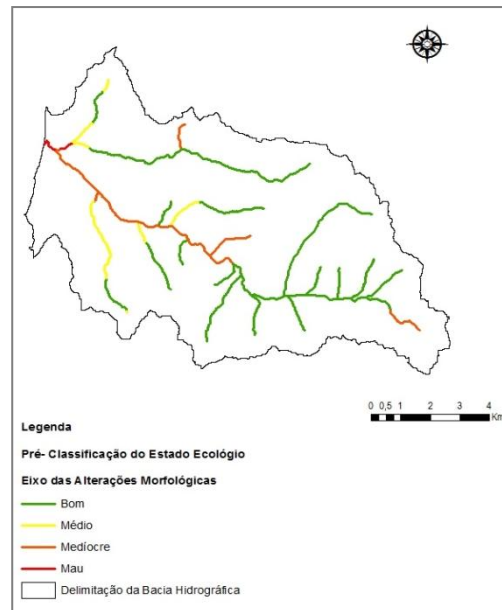 0 0,5 1 2 3 4
Km
Legenda
Pré- Classificação do Estado Ecológio
Eixo das Alterações Morfológicas
Bom
Médio
Medíocre
Mau
Delimitação da Bacia Hidrográfica